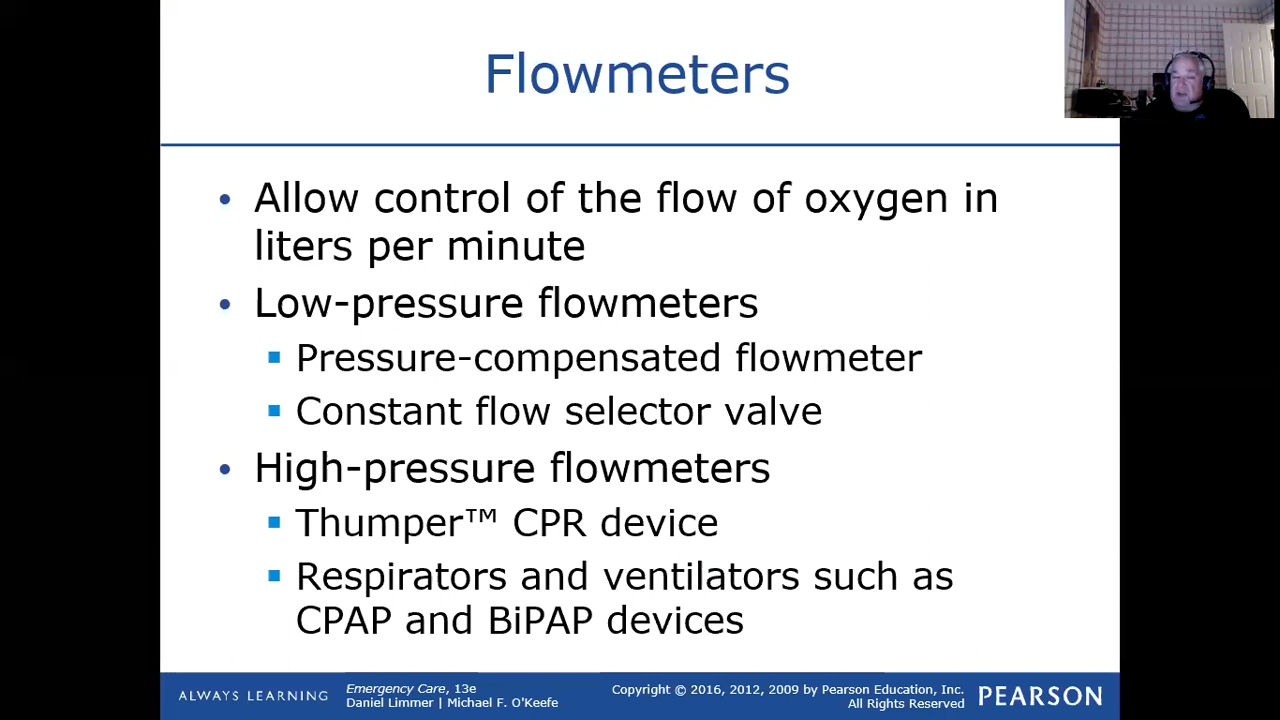 Flowmeters
• Allow control of the flow of oxygen in
liters per minute
• Low-pressure flowmeters
▪ Pressure-compensated flowmeter
▪ Constant flow selector valve
• High-pressure flowmeters
▪ Thumper™ CPR device
▪ Respirators and ventilators such as
CPAP and BiPAP devices
ALWAYS LEARNING
Emergency Care, 13e
Daniel Limmer | Michael F. O'Keefe
Copyright © 2016, 2012, 2009 by Pearson Education, Inc.
All Rights Reserved
PEARSON